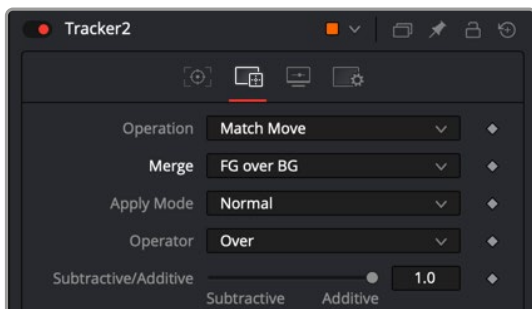 Tracker2
Operation Match Move
Merge FG over BG
Apply Mode Normal
Operator Over
Subtractive/Additive 1.0
Subtractive Additive